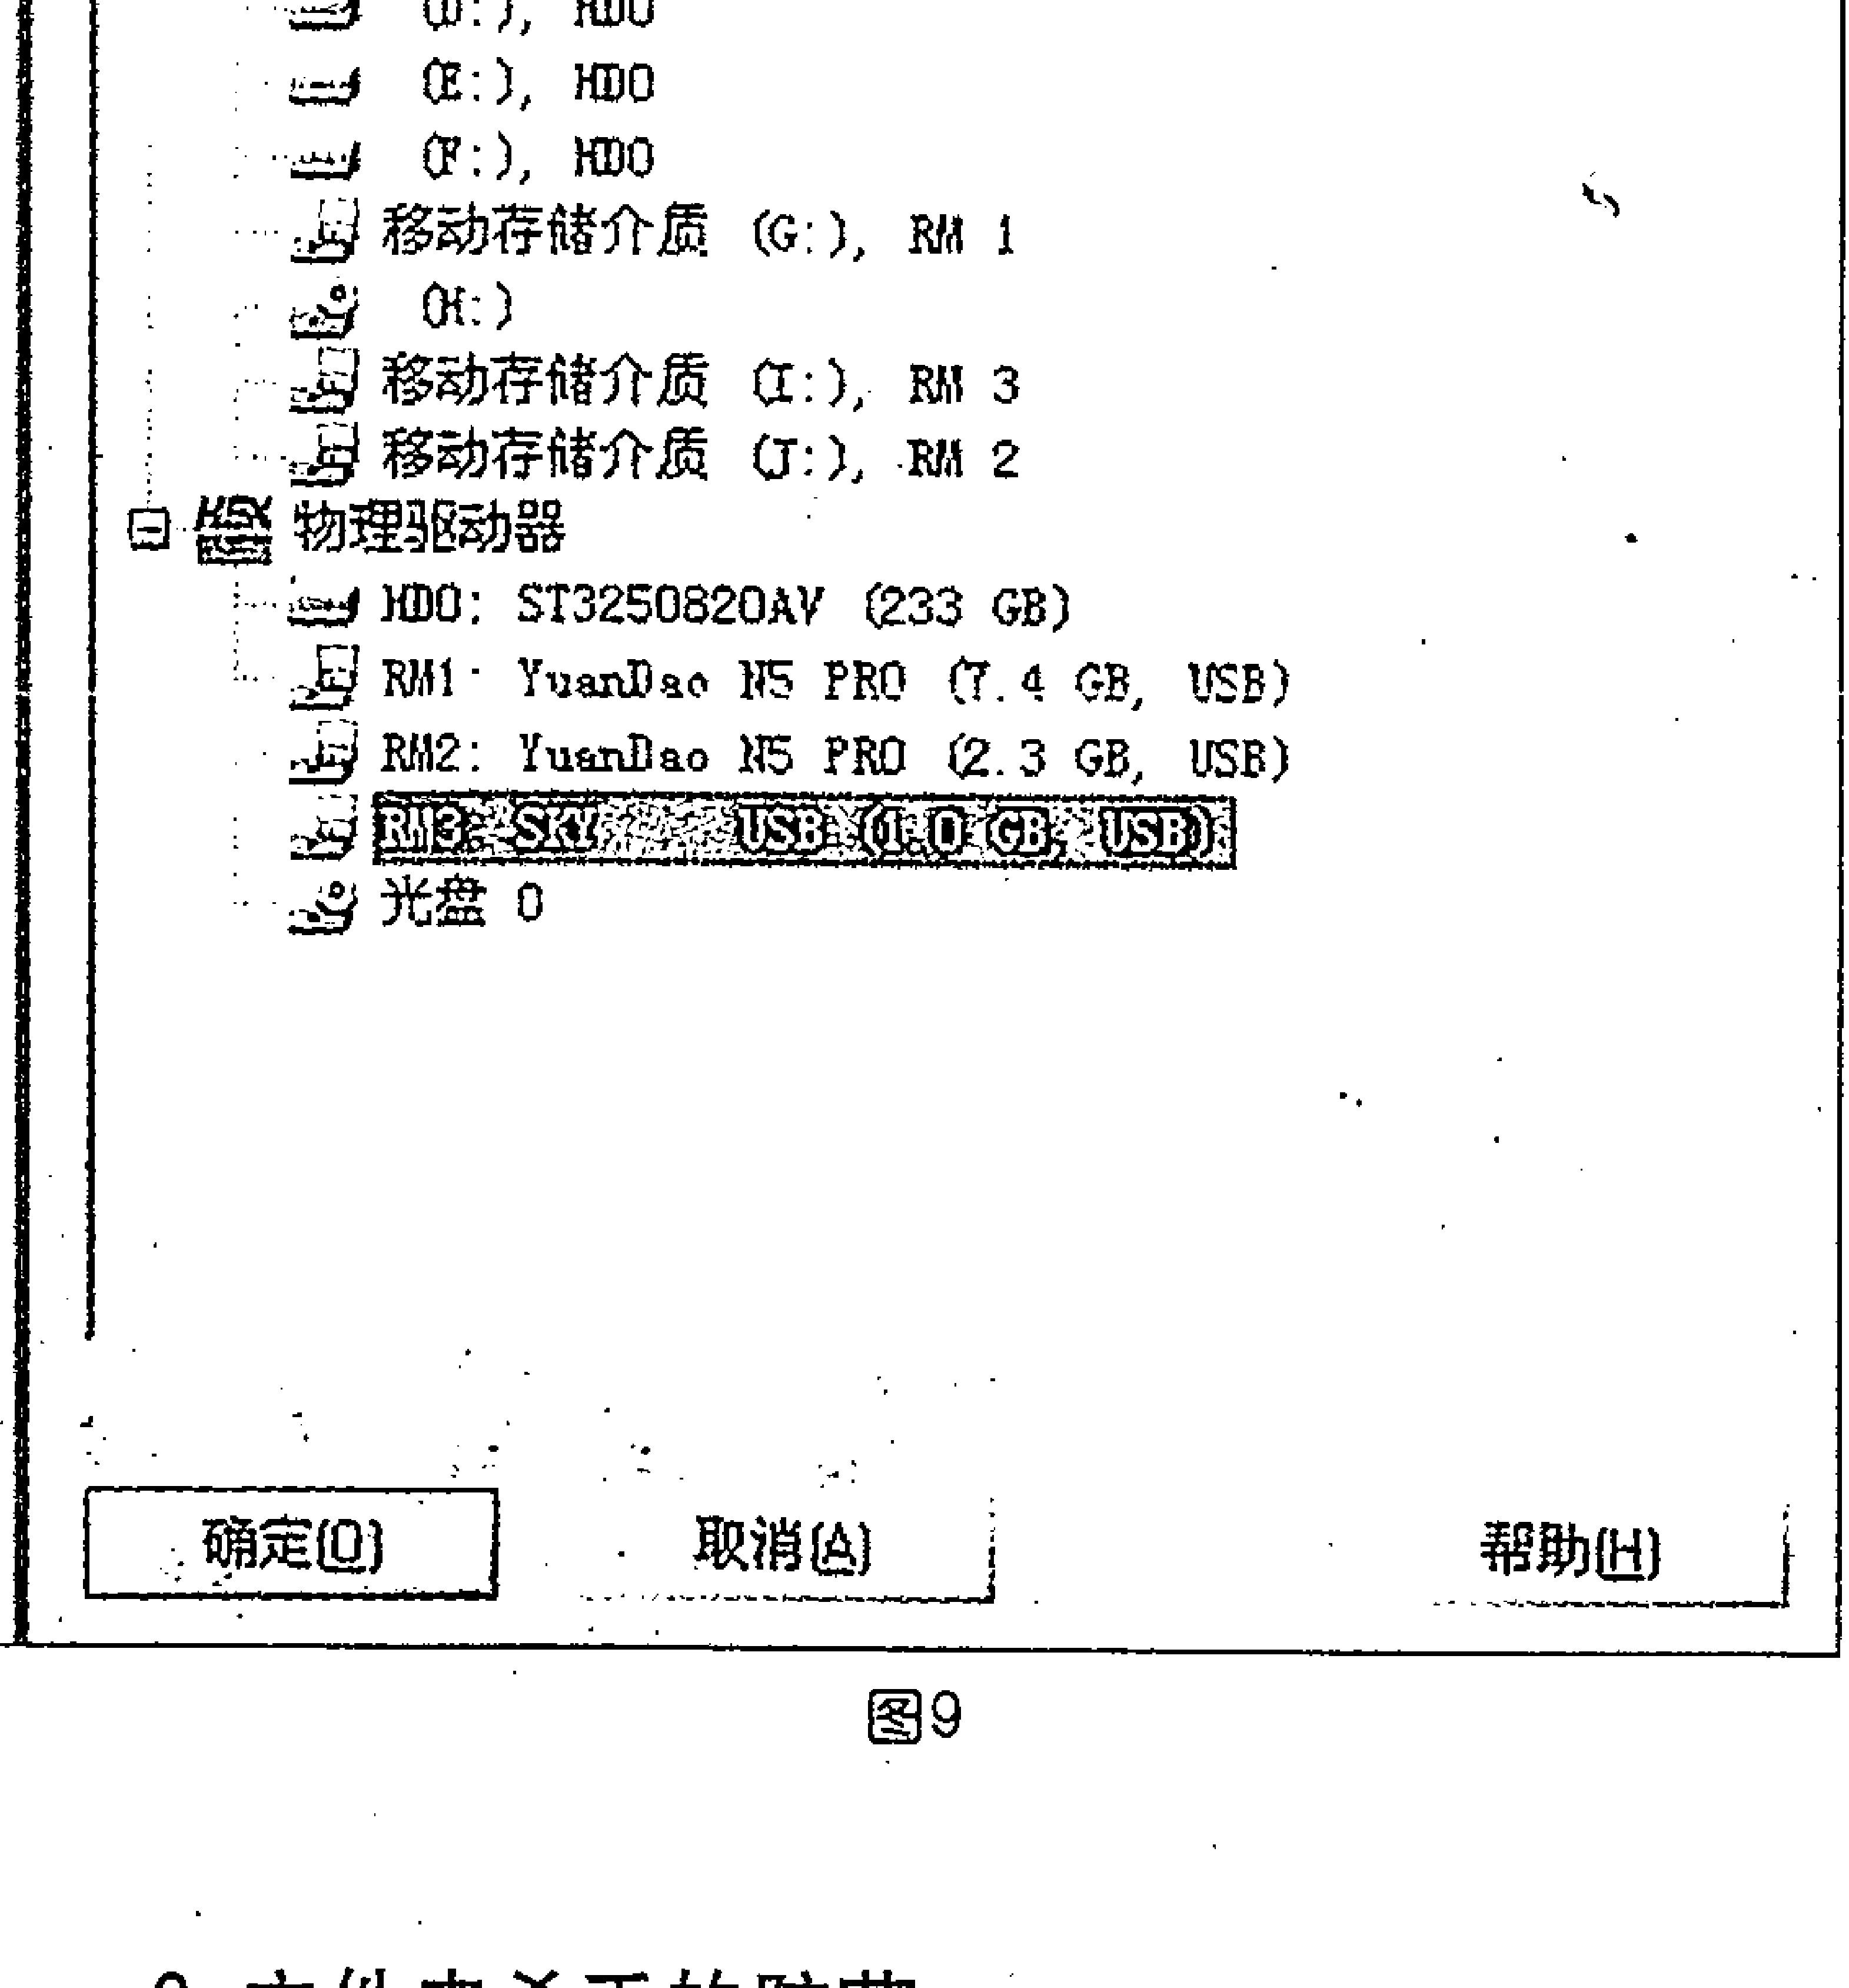 (D:), HD0
(E:), HD0
(F:), HD0
移动存储介质 (G:), RM 1
(H:)
移动存储介质 (I:), RM 3
移动存储介质 (J:), RM 2
物理驱动器
HD0: ST3250820AV (233 GB)
RM1: YuanDao N5 PRO (7.4 GB, USB)
RM2: YuanDao N5 PRO (2.3 GB, USB)
RM3: SKY USB (1.0 GB, USB)
光盘 0
确定(O) 取消(A) 帮助(H)
图9